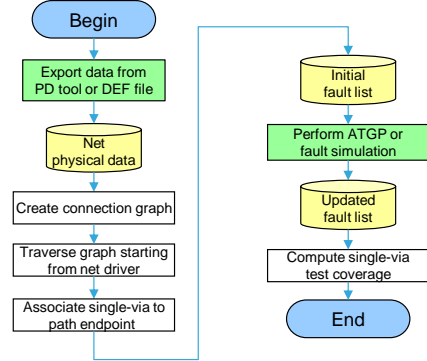 Begin
Export data from
PD tool or DEF file
Net
physical data
Create connection graph
Traverse graph starting
from net driver
Associate single-via to
path endpoint
Initial
fault list
Perform ATGP or
fault simulation
Updated
fault list
Compute single-via
test coverage
End